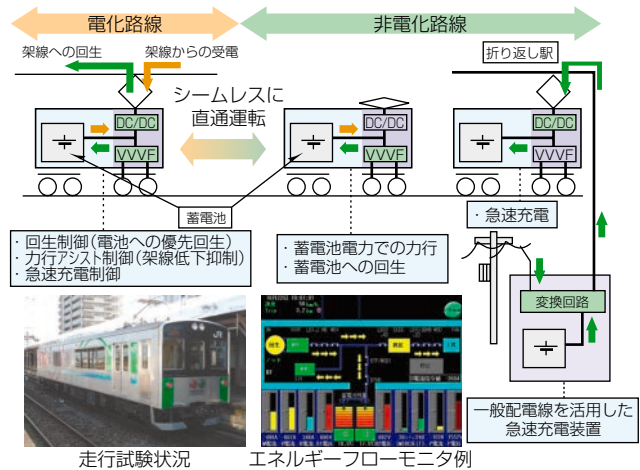 電化路線
非電化路線
架線への回生
架線からの受電
折り返し駅
シームレスに
直通運転
DC/DC
VVVF
DC/DC
VVVF
DC/DC
VVVF
蓄電池
・急速充電
・回生制御(電池への優先回生)
・力行アシスト制御(架線低下抑制)
・急速充電制御
・蓄電池電力での力行
・蓄電池への回生
変換回路
一般配電線を活用した
急速充電装置
走行試験状況
エネルギーフローモニタ例